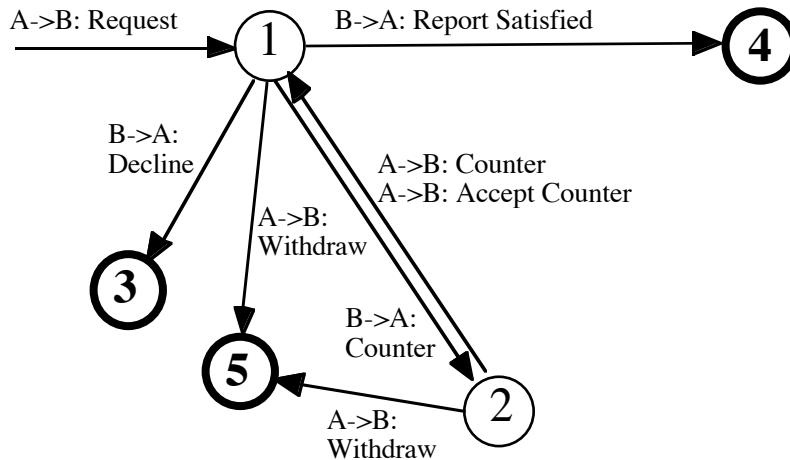 A->B: Request
1
B->A: Report Satisfied
4
B->A:
Decline
A->B: Counter
A->B: Accept Counter
A->B:
Withdraw
3
B->A:
Counter
5
2
A->B:
Withdraw